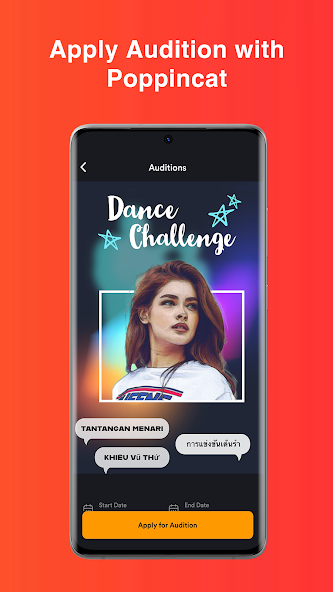 Apply Audition with
Poppincat
Auditions
Dance
Challenge
TANTANGAN MENARI
การแข่งขันเต้นรำ
KHIEU Vũ THứ
Start Date
End Date
Apply for Audition